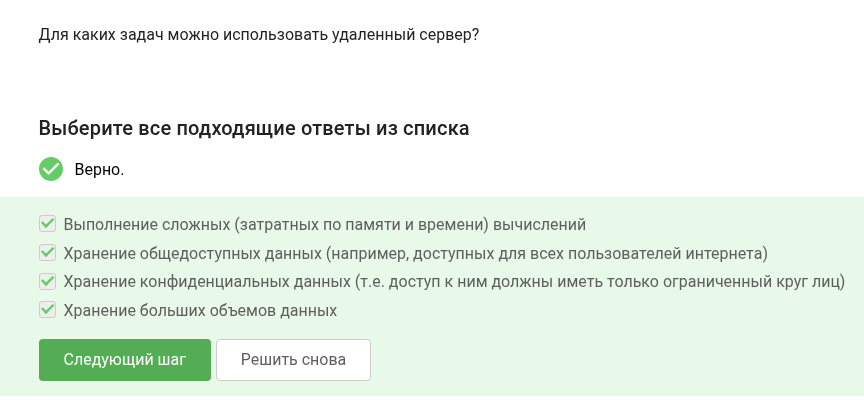 Для каких задач можно использовать удаленный сервер?
Выберите все подходящие ответы из списка
Верно.
Выполнение сложных (затратных по памяти и времени) вычислений
Хранение общедоступных данных (например, доступных для всех пользователей интернета)
Хранение конфиденциальных данных (т.е. доступ к ним должны иметь только ограниченный круг лиц)
Хранение больших объемов данных
Следующий шаг Решить снова